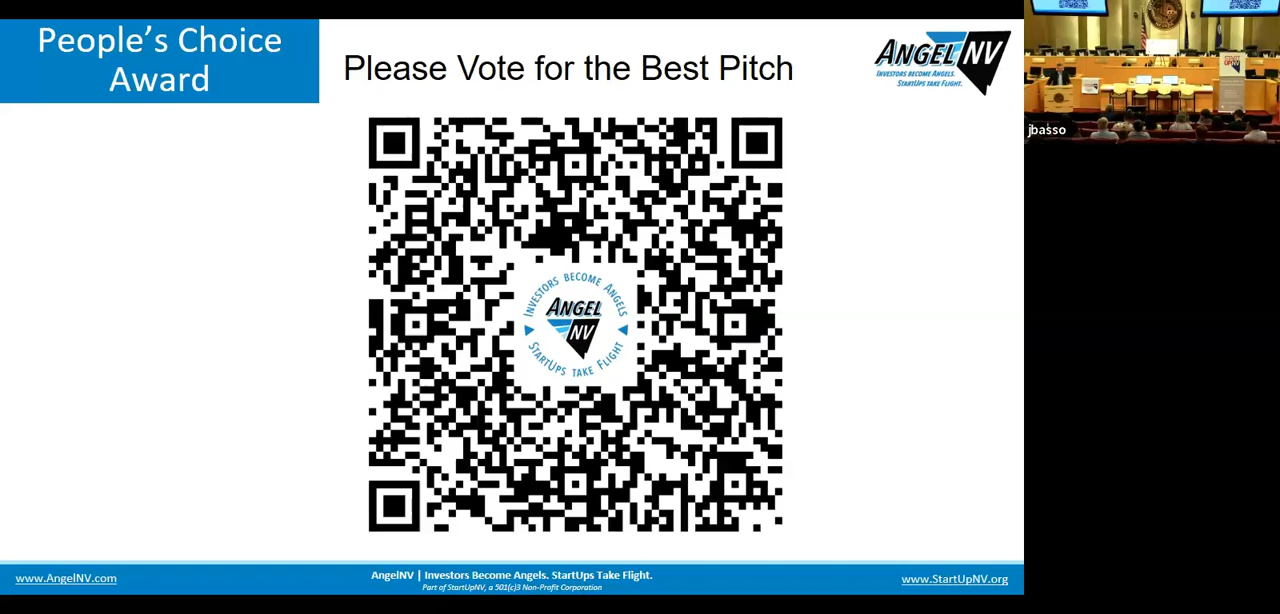 People's Choice
Award
Please Vote for the Best Pitch
ANGEL NV
INVESTORS BECOME ANGELS.
STARTUPS TAKE FLIGHT.
jbasso
INVESTORS BECOME ANGELS
ANGEL
NV
STARTUPS TAKE FLIGHT
www.AngelNV.com
AngelNV | Investors Become Angels. StartUps Take Flight.
Part of StartUpNV, a 501(c)3 Non-Profit Corporation
www.StartUpNV.org